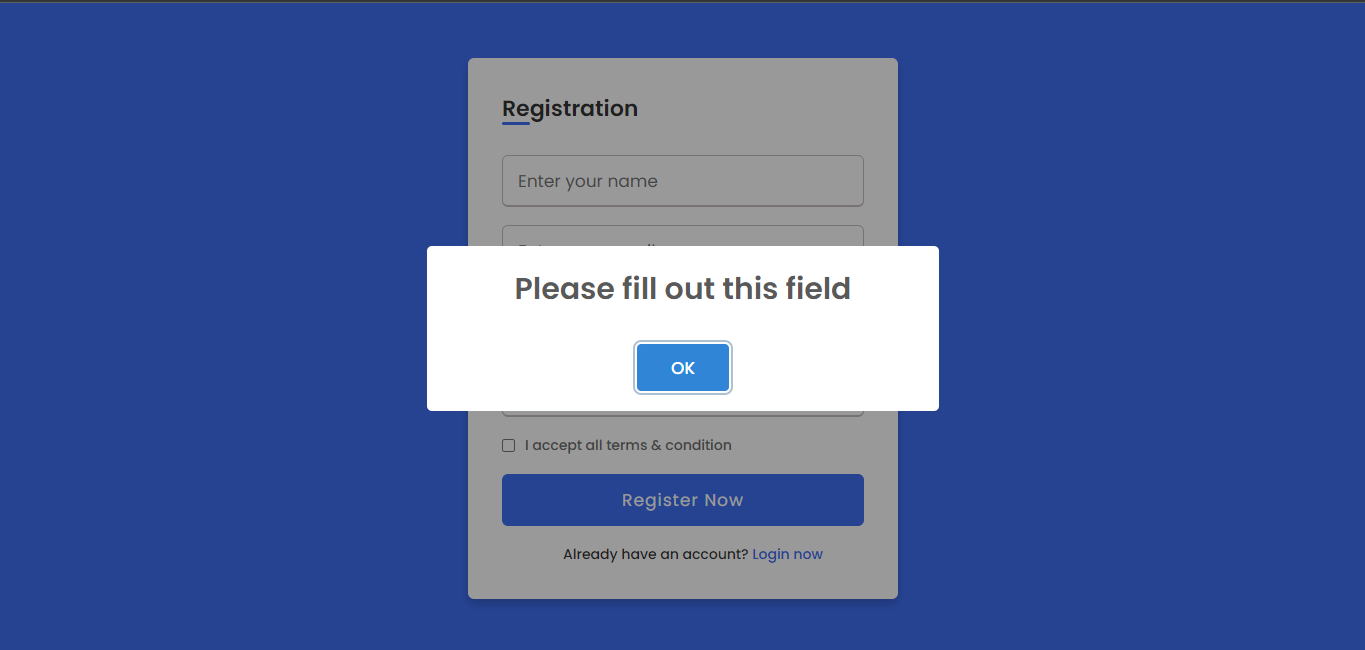 Registration
Enter your name
Please fill out this field
OK
I accept all terms & condition
Register Now
Already have an account? Login now